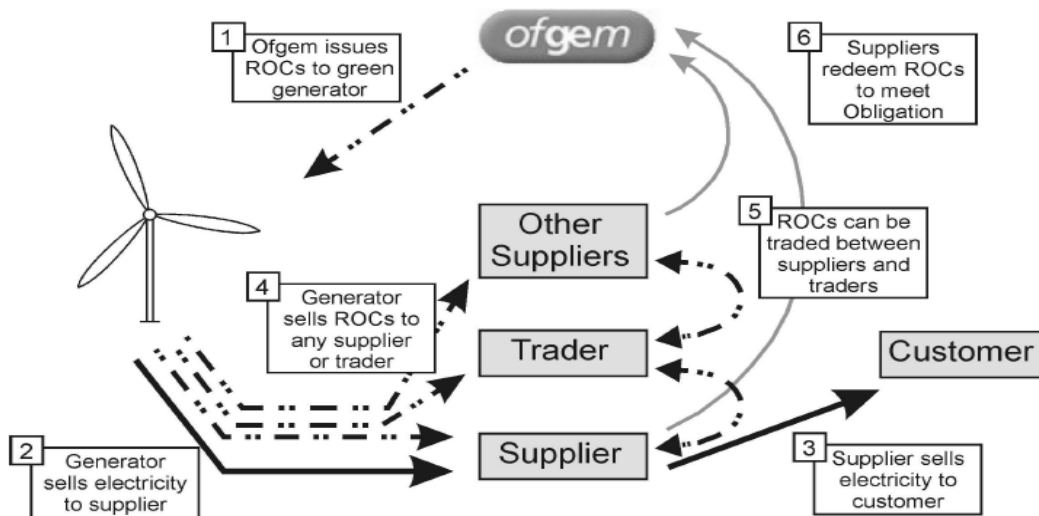 1
Ofgem issues
ROCs to green
generator
ofgem
6
Suppliers
redeem ROCs
to meet
Obligation
Other
Suppliers
5
ROCs can be
traded between
suppliers and
traders
4
Generator
sells ROCs to
any supplier
or trader
Trader
Customer
2
Generator
sells electricity
to supplier
Supplier
3
Supplier sells
electricity to
customer